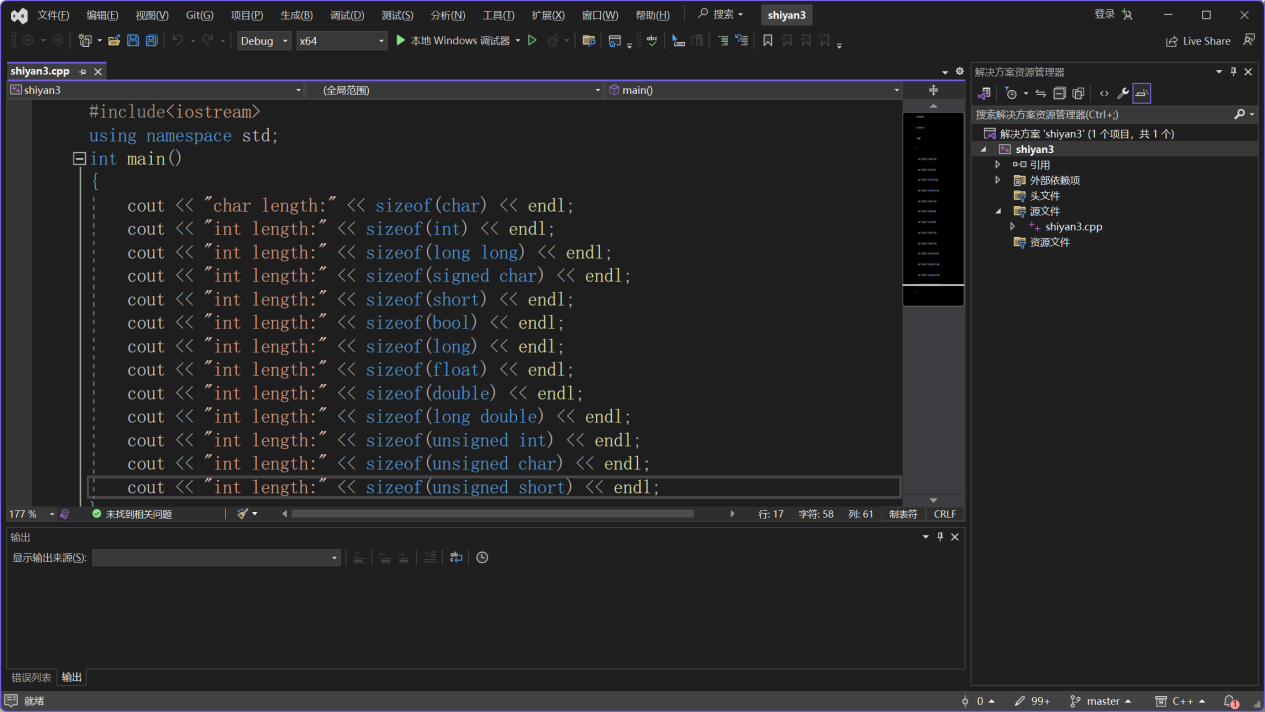 文件(F) 编辑(E) 视图(V) Git(G) 项目(P) 生成(B) 调试(D) 测试(S) 分析(N) 工具(T) 扩展(X) 窗口(W) 帮助(H) 搜索 shiyan3 登录
Debug x64 本地 Windows 调试器 Live Share
shiyan3.cpp
shiyan3 (全局范围) main()
#include<iostream>
using namespace std;
int main()
{
cout << "char length:" << sizeof(char) << endl;
cout << "int length:" << sizeof(int) << endl;
cout << "int length:" << sizeof(long long) << endl;
cout << "int length:" << sizeof(signed char) << endl;
cout << "int length:" << sizeof(short) << endl;
cout << "int length:" << sizeof(bool) << endl;
cout << "int length:" << sizeof(long) << endl;
cout << "int length:" << sizeof(float) << endl;
cout << "int length:" << sizeof(double) << endl;
cout << "int length:" << sizeof(long double) << endl;
cout << "int length:" << sizeof(unsigned int) << endl;
cout << "int length:" << sizeof(unsigned char) << endl;
cout << "int length:" << sizeof(unsigned short) << endl;
177 % 未找到相关问题 行: 17 字符: 58 列: 61 制表符 CRLF
输出
显示输出来源(S):
错误列表 输出
解决方案资源管理器
搜索解决方案资源管理器(Ctrl+;)
解决方案 'shiyan3' (1 个项目，共 1 个)
shiyan3
引用
外部依赖项
头文件
源文件
shiyan3.cpp
资源文件
就绪 0 99+ master C++ 1